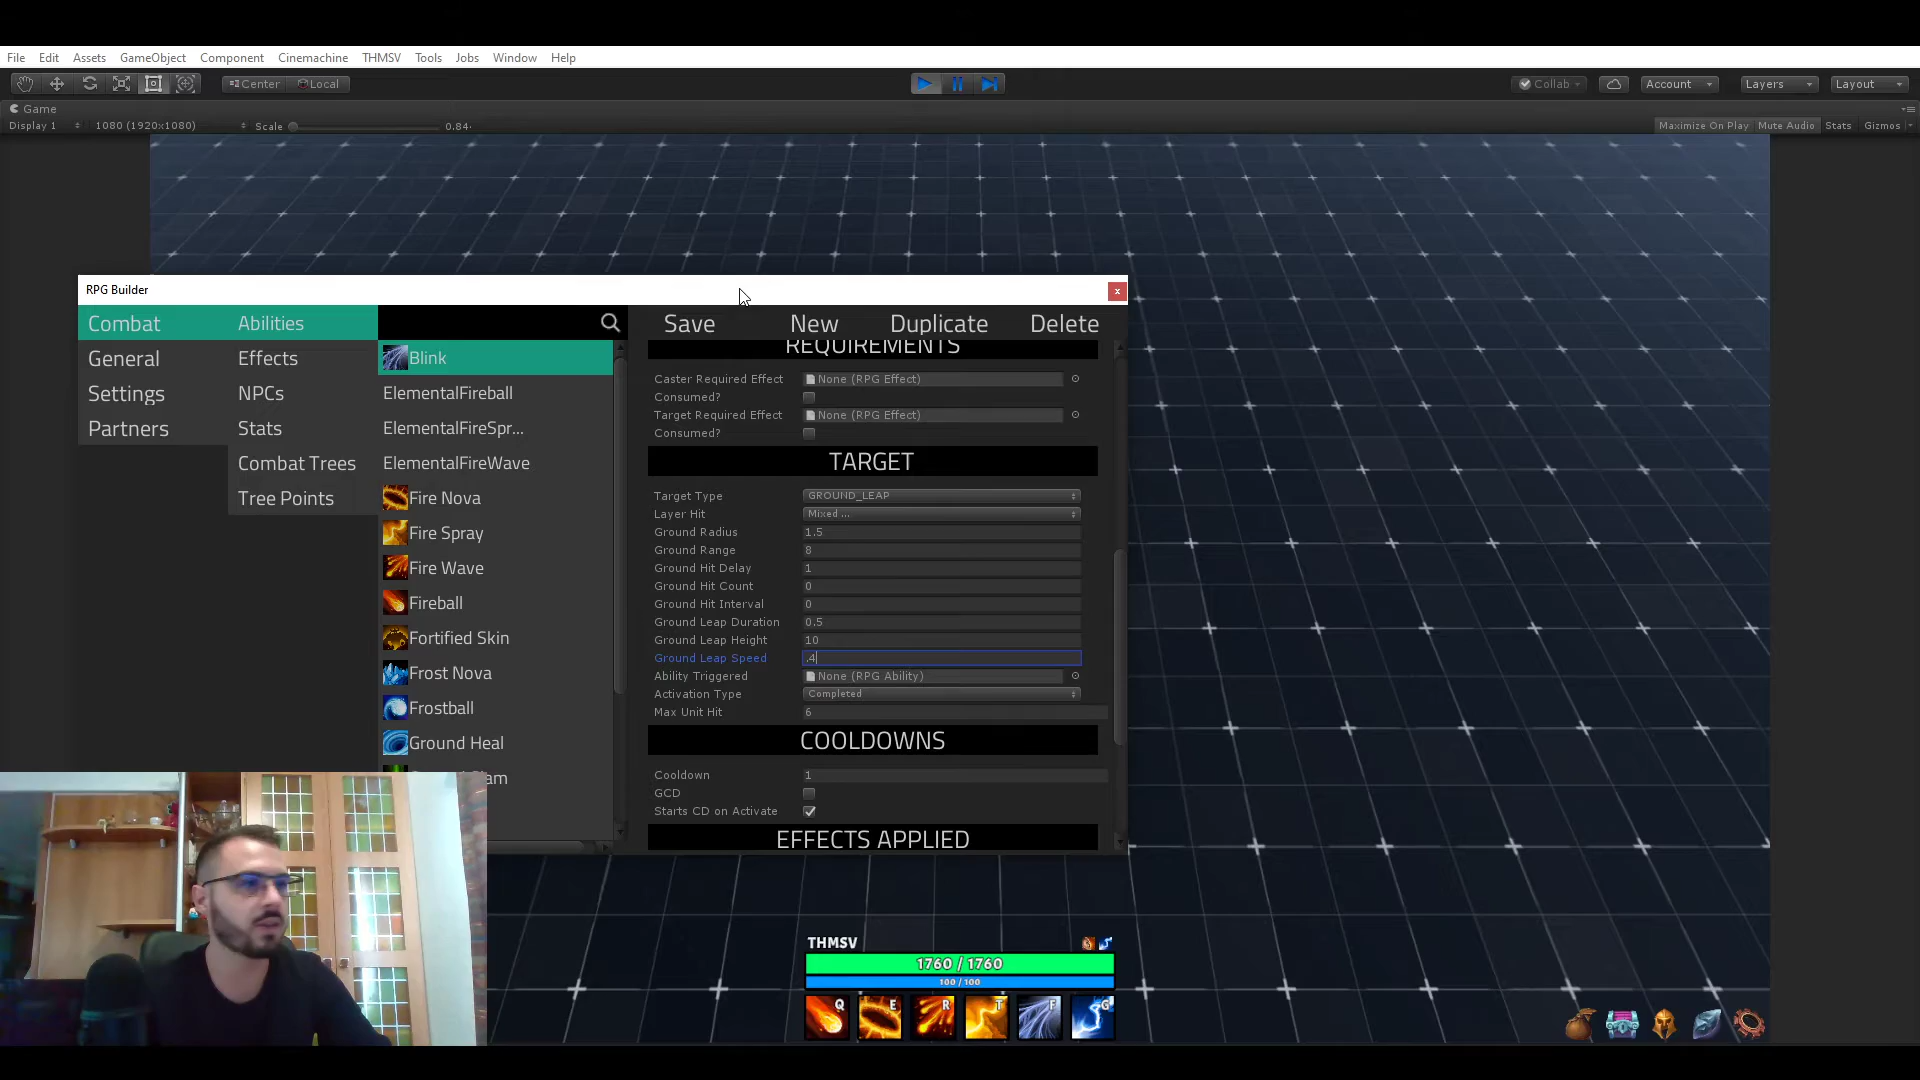 File Edit Assets GameObject Component Cinemachine THMSV Tools Jobs Window Help
Center Local Collab Account Layers Layout
Game
Display 1 1080 (1920x1080) Scale 0.84 Maximize On Play Mute Audio Stats Gizmos
RPG Builder x
Combat
General
Settings
Partners
Abilities
Effects
NPCs
Stats
Combat Trees
Tree Points
Blink
ElementalFireball
ElementalFireSpr...
ElementalFireWave
Fire Nova
Fire Spray
Fire Wave
Fireball
Fortified Skin
Frost Nova
Frostball
Ground Heal
Save New Duplicate Delete
REQUIREMENTS
Caster Required Effect None (RPG Effect)
Consumed?
Target Required Effect None (RPG Effect)
Consumed?
TARGET
Target Type GROUND_LEAP
Layer Hit Mixed ...
Ground Radius 1.5
Ground Range 8
Ground Hit Delay 1
Ground Hit Count 0
Ground Hit Interval 0
Ground Leap Duration 0.5
Ground Leap Height 10
Ground Leap Speed .4
Ability Triggered None (RPG Ability)
Activation Type Completed
Max Unit Hit 6
COOLDOWNS
Cooldown 1
GCD
Starts CD on Activate
EFFECTS APPLIED
THMSV
1760 / 1760
100 / 100
Q E R T F G